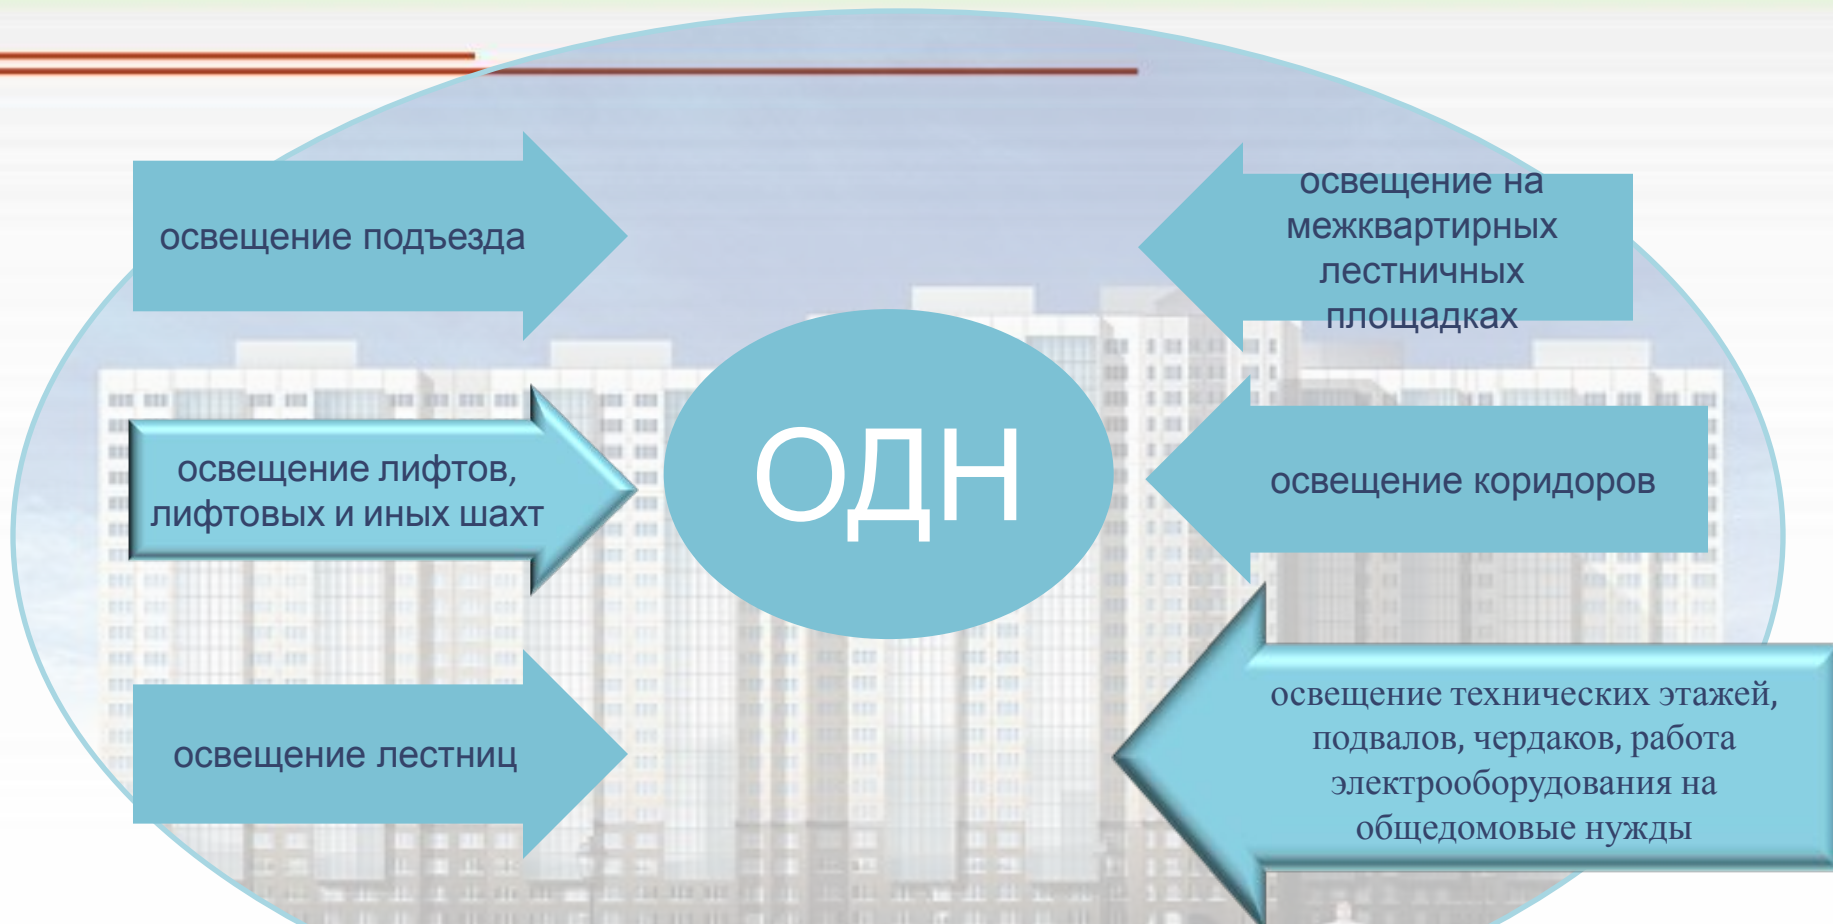 освещение подъезда
освещение на
межквартирных
лестничных
площадках
освещение лифтов,
лифтовых и иных шахт
ОДН
освещение коридоров
освещение лестниц
освещение технических этажей,
подвалов, чердаков, работа
электрооборудования на
общедомовые нужды